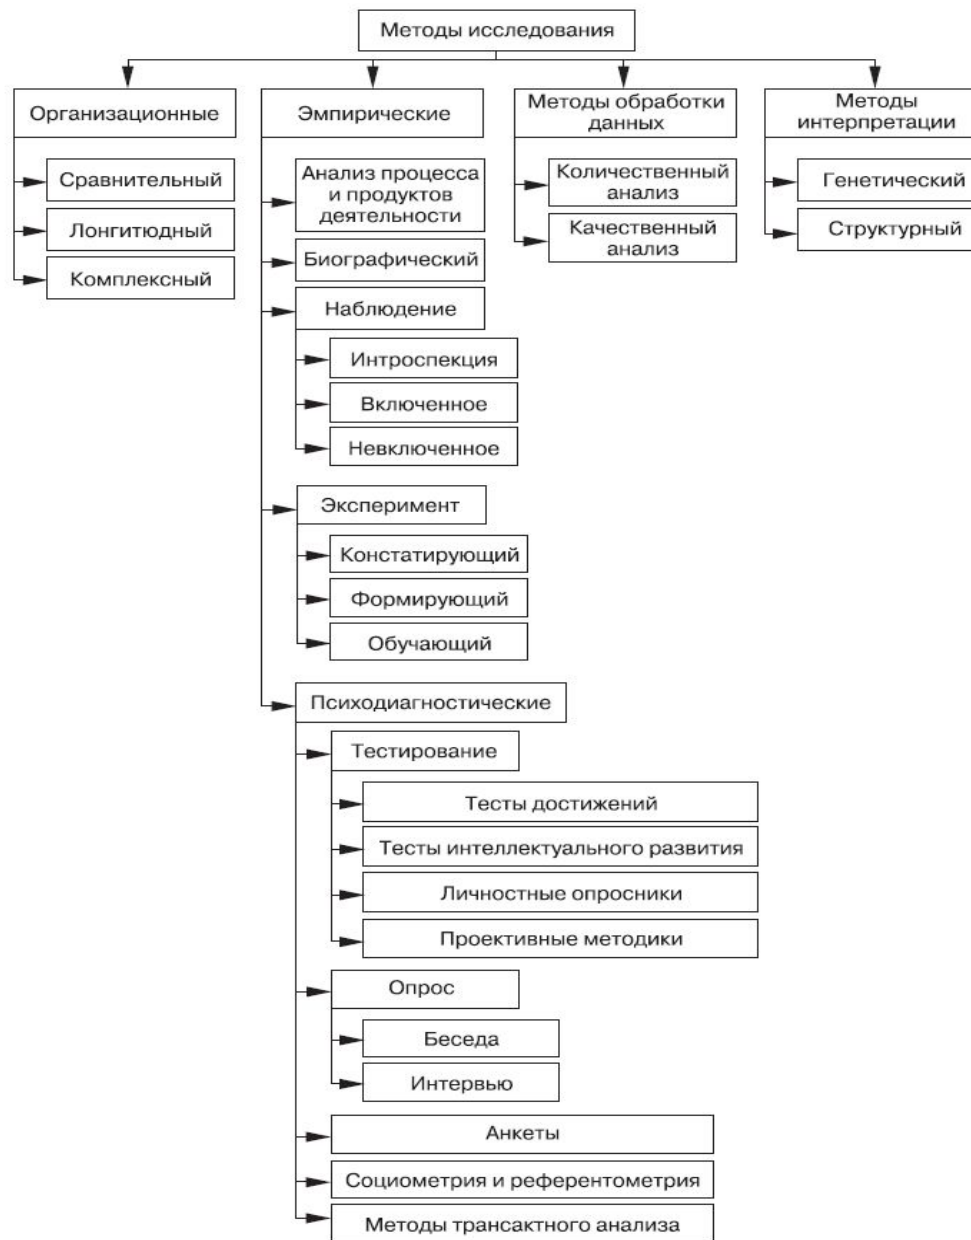 Методы исследования
Организационные
Сравнительный
Лонгитюдный
Комплексный
Эмпирические
Анализ процесса
и продуктов
деятельности
Биографический
Наблюдение
Интроспекция
Включенное
Невключенное
Эксперимент
Констатирующий
Формирующий
Обучающий
Психодиагностические
Тестирование
Тесты достижений
Тесты интеллектуального развития
Личностные опросники
Проективные методики
Опрос
Беседа
Интервью
Анкеты
Социометрия и референтометрия
Методы трансактного анализа
Методы обработки
данных
Количественный
анализ
Качественный
анализ
Методы
интерпретации
Генетический
Структурный